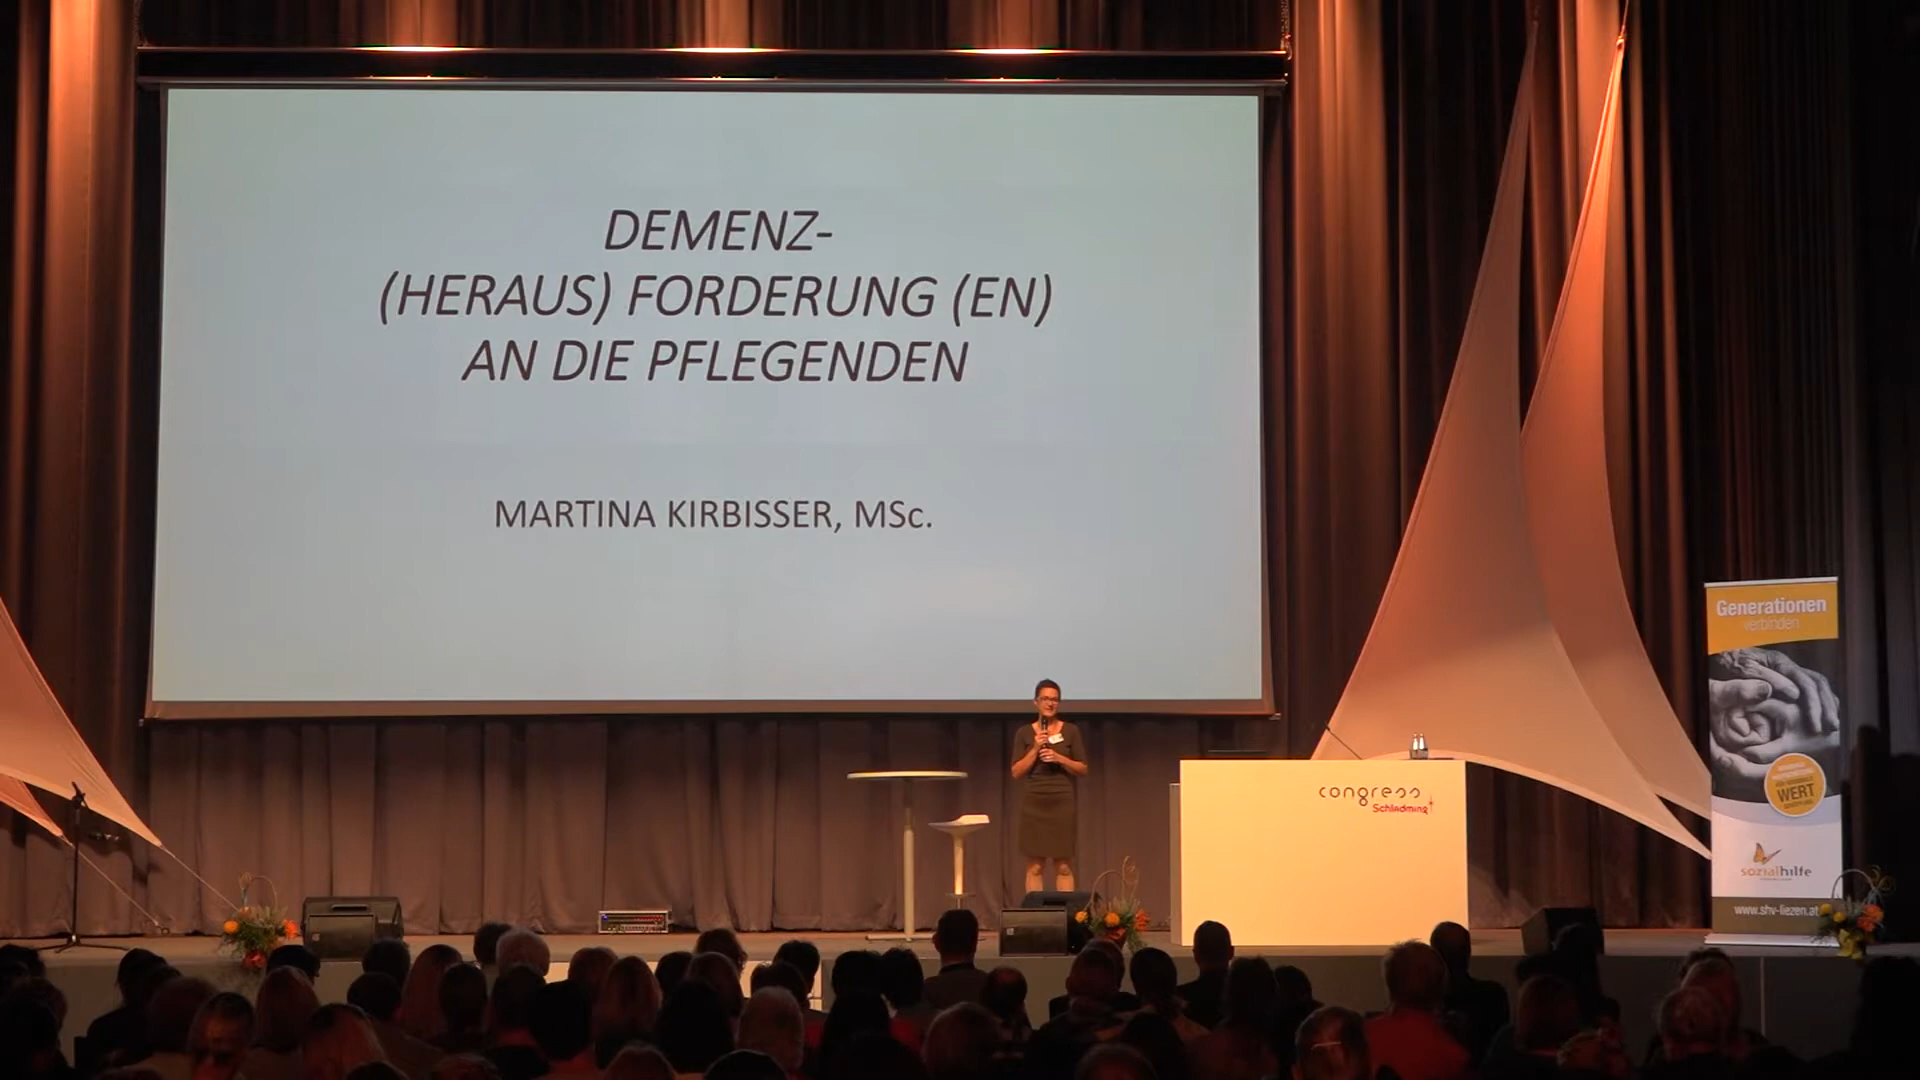 DEMENZ-
(HERAUS) FORDERUNG (EN)
AN DIE PFLEGENDEN
MARTINA KIRBISSER, MSc.
congress
Schladming
Generationen
verbinden
WERT
sozialhilfe
www.shv-liezen.at